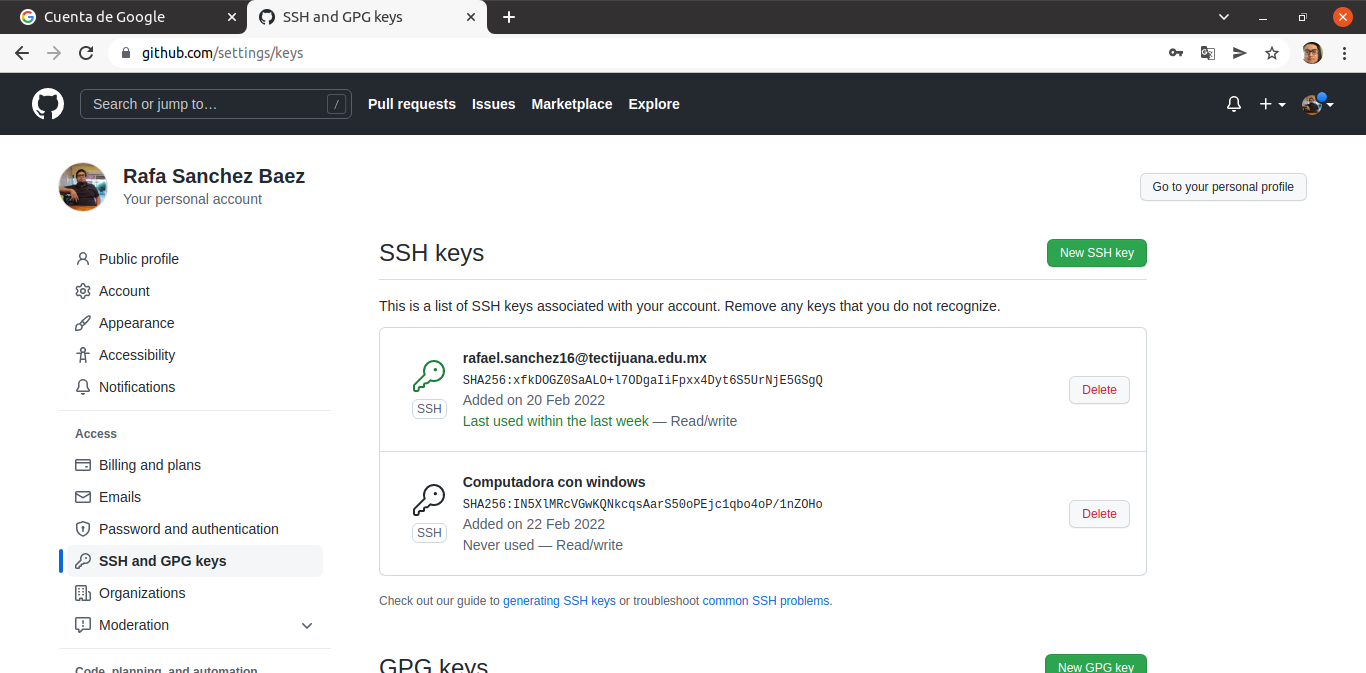 Cuenta de Google
SSH and GPG keys
github.com/settings/keys
Search or jump to…
/
Pull requests
Issues
Marketplace
Explore
Rafa Sanchez Baez
Your personal account
Go to your personal profile
Public profile
Account
Appearance
Accessibility
Notifications
Access
Billing and plans
Emails
Password and authentication
SSH and GPG keys
Organizations
Moderation
Code, planning, and automation
SSH keys
New SSH key
This is a list of SSH keys associated with your account. Remove any keys that you do not recognize.
rafael.sanchez16@tectijuana.edu.mx
SHA256:xfkDOGZ0SaALO+l7ODgaIiFpxx4Dyt6S5UrNjE5GSgQ
Added on 20 Feb 2022
Last used within the last week — Read/write
SSH
Delete
Computadora con windows
SHA256:IN5XlMRcVGwKQNkcqsAarS50oPEjc1qbo4oP/1nZOHo
Added on 22 Feb 2022
Never used — Read/write
SSH
Delete
Check out our guide to generating SSH keys or troubleshoot common SSH problems.
GPG keys
New GPG key